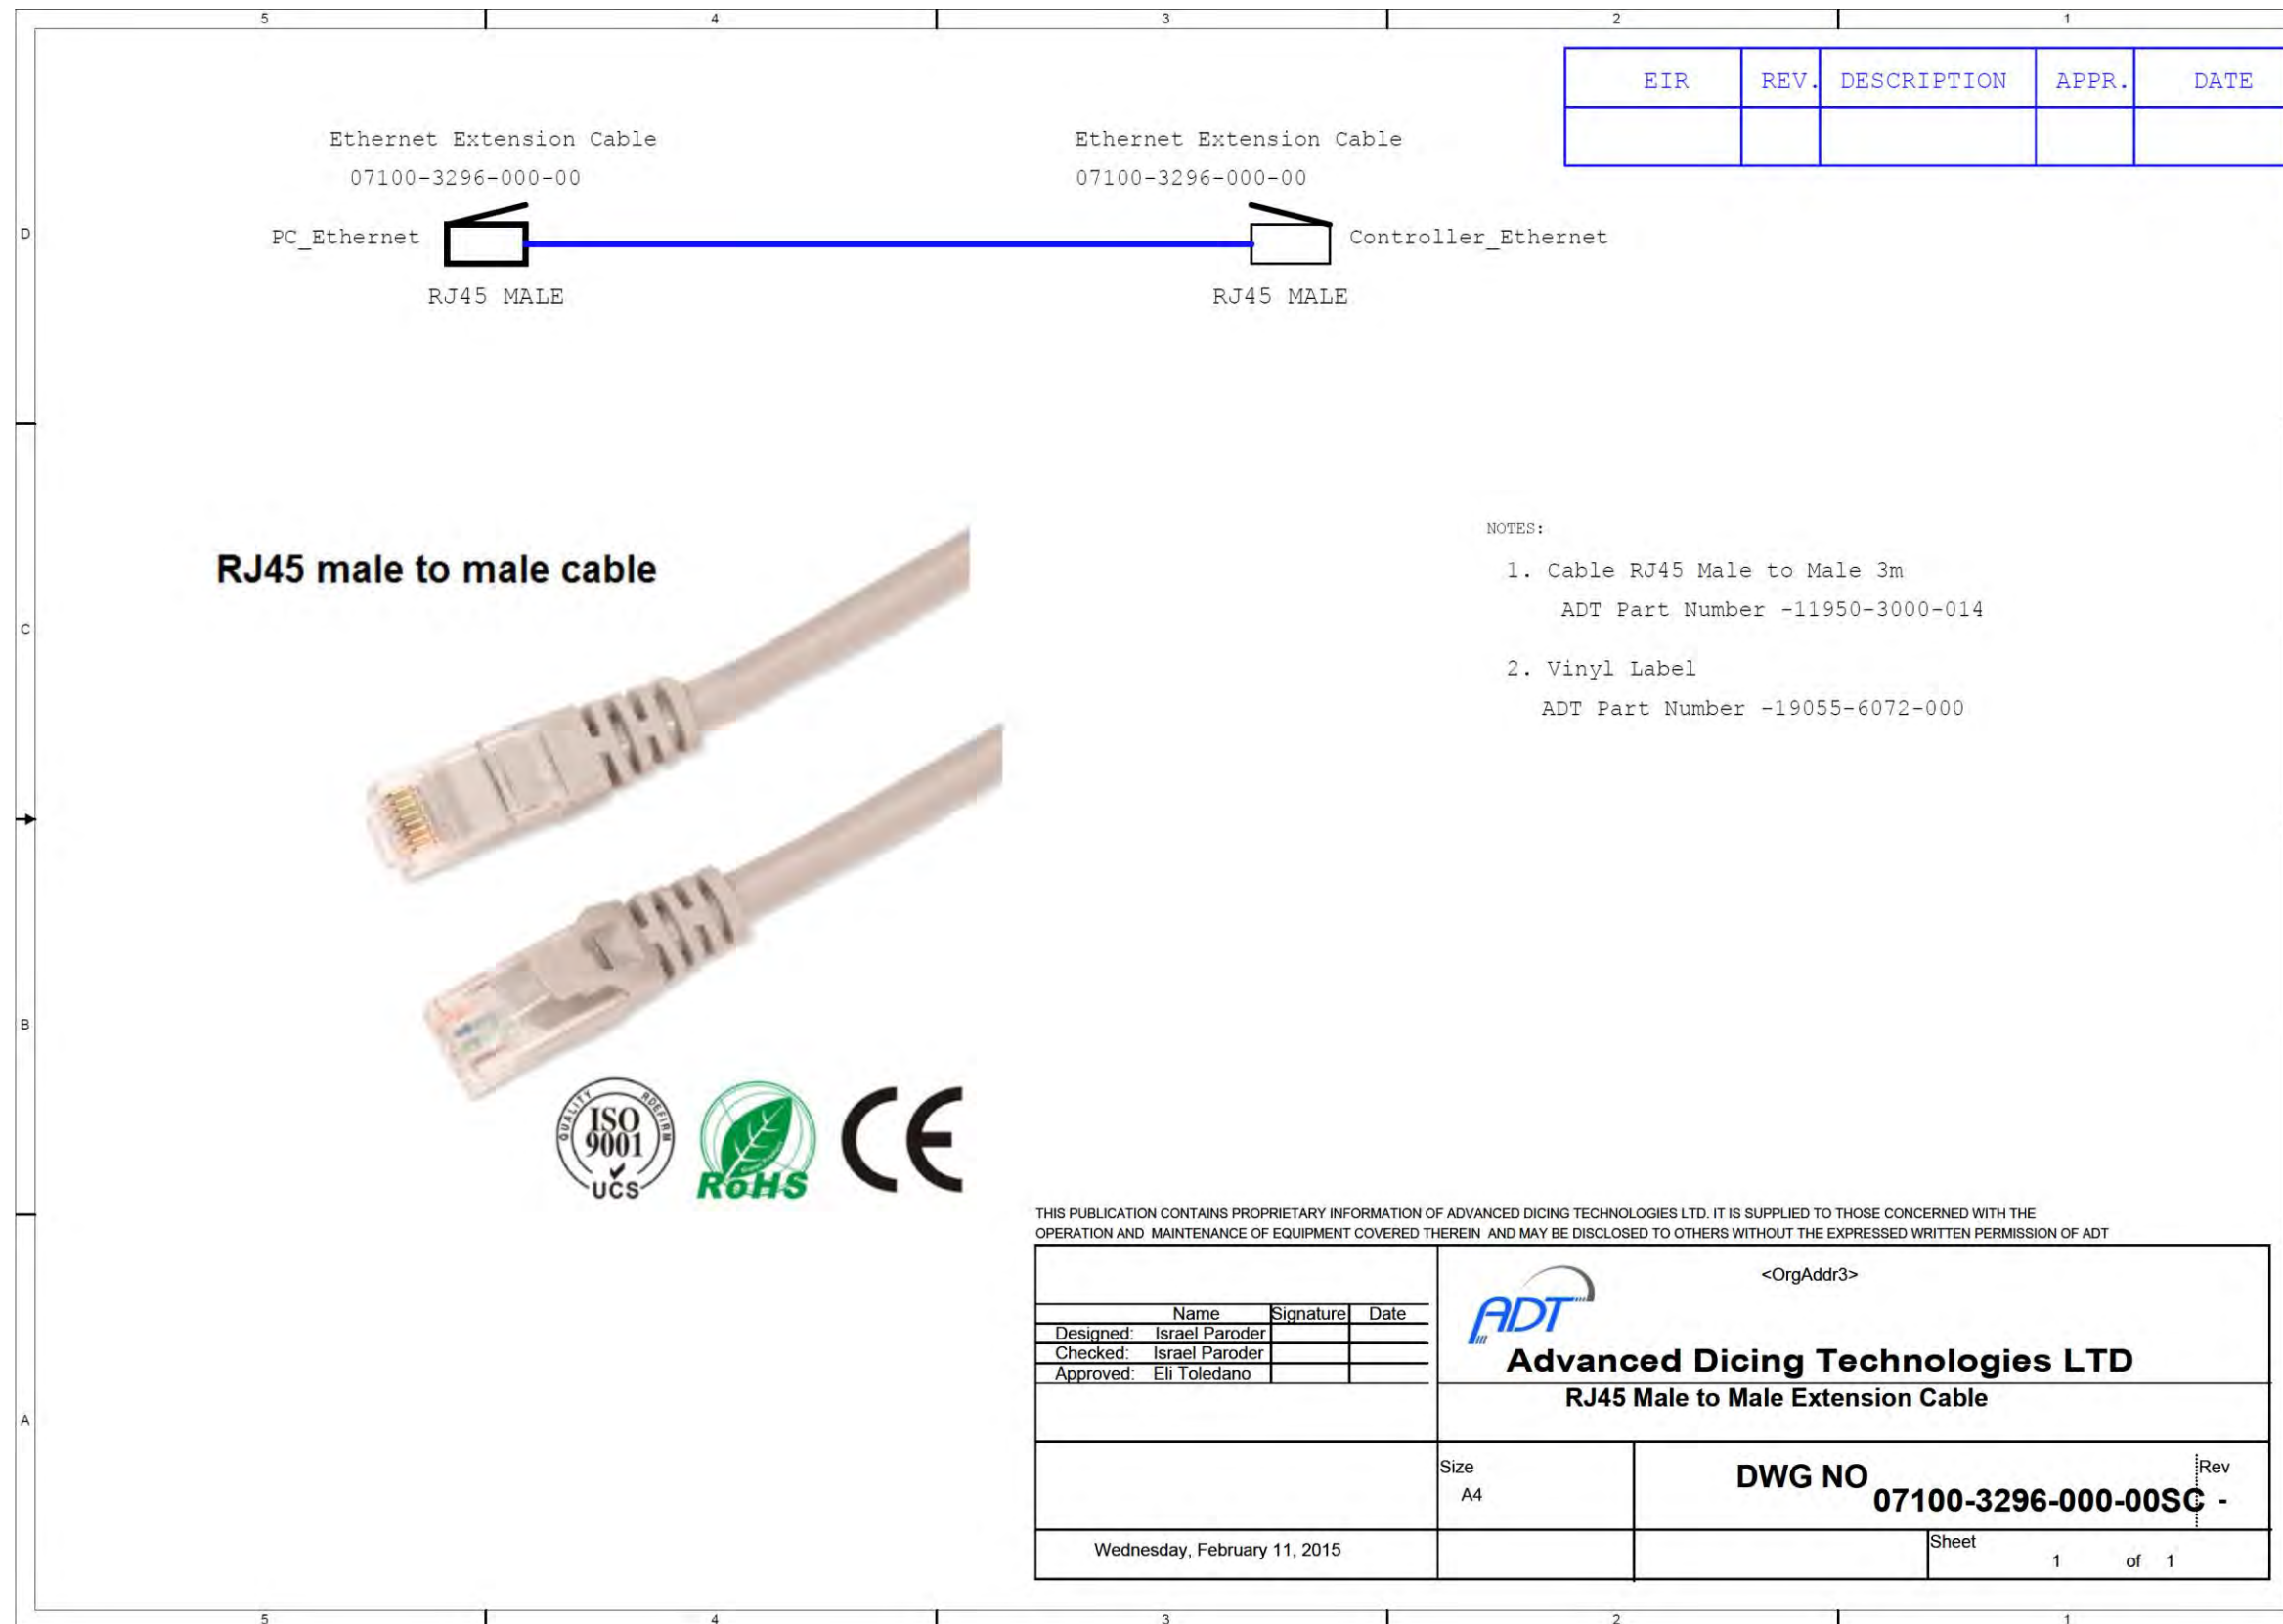 5 4 3 2 1
EIR REV. DESCRIPTION APPR. DATE
Ethernet Extension Cable
07100-3296-000-00
Ethernet Extension Cable
07100-3296-000-00
D
PC_Ethernet
Controller_Ethernet
RJ45 MALE
RJ45 MALE
RJ45 male to male cable
NOTES:
1. Cable RJ45 Male to Male 3m
ADT Part Number -11950-3000-014
2. Vinyl Label
ADT Part Number -19055-6072-000
C
B
QUALITY RDEFIRM
ISO
9001
UCS
RoHS
CE
THIS PUBLICATION CONTAINS PROPRIETARY INFORMATION OF ADVANCED DICING TECHNOLOGIES LTD. IT IS SUPPLIED TO THOSE CONCERNED WITH THE
OPERATION AND MAINTENANCE OF EQUIPMENT COVERED THEREIN AND MAY BE DISCLOSED TO OTHERS WITHOUT THE EXPRESSED WRITTEN PERMISSION OF ADT
Name Signature Date
Designed: Israel Paroder
Checked: Israel Paroder
Approved: Eli Toledano
<OrgAddr3>
ADT
Advanced Dicing Technologies LTD
RJ45 Male to Male Extension Cable
A
Size
A4
DWG NO
07100-3296-000-00SC
Rev
-
Wednesday, February 11, 2015
Sheet
1 of 1
5 4 3 2 1